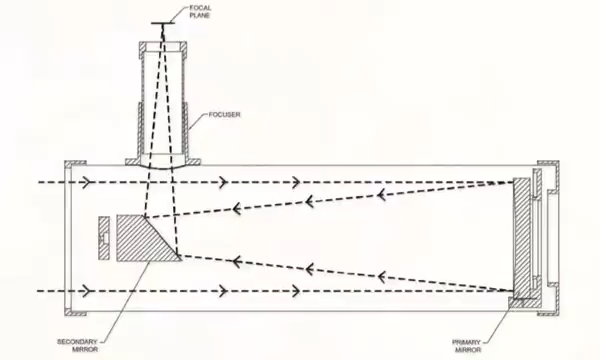 FOCAL
PLANE
FOCUSER
SECONDARY
MIRROR
PRIMARY
MIRROR